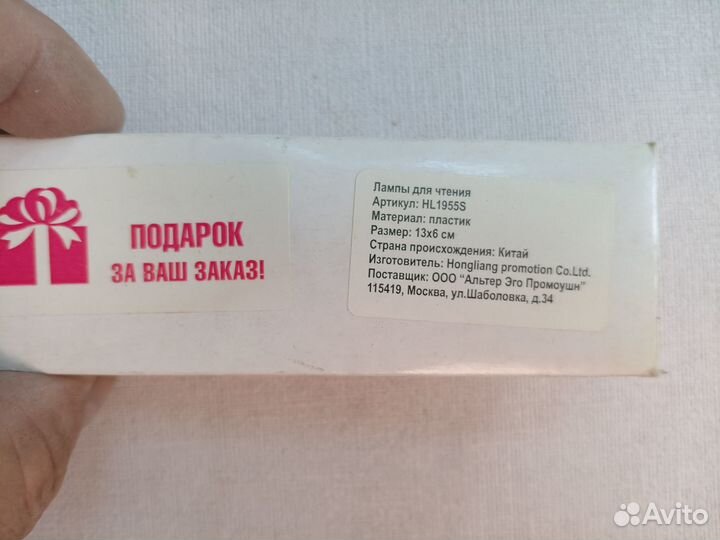 ПОДАРОК
ЗА ВАШ ЗАКАЗ!
Лампы для чтения
Артикул: HL1955S
Материал: пластик
Размер: 13х6 см
Страна происхождения: Китай
Изготовитель: Hongliang promotion Co.Ltd.
Поставщик: ООО "Альтер Эго Промоушн"
115419, Москва, ул.Шаболовка, д.34
Avito